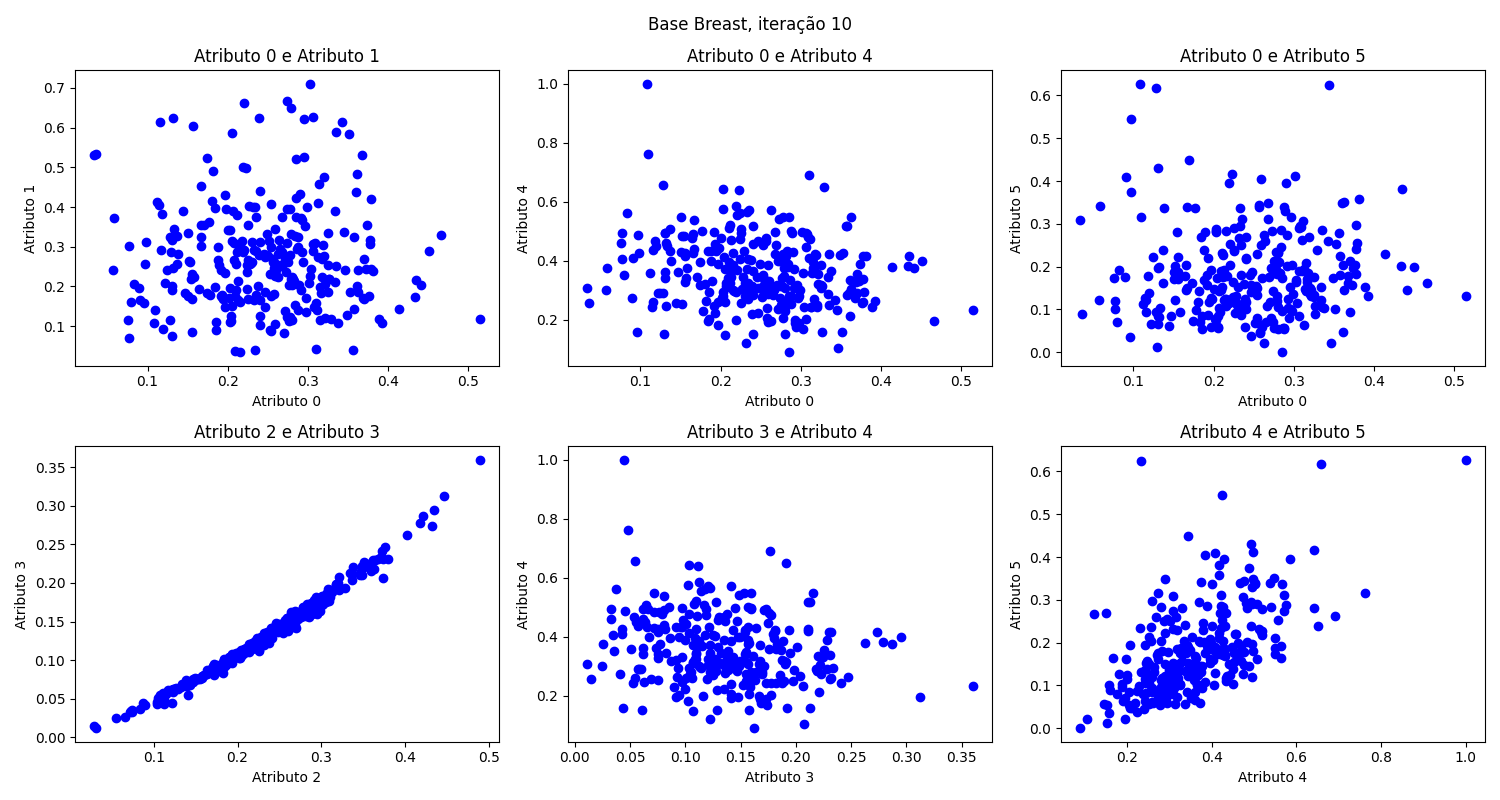 Base Breast, iteração 10
Atributo 0 e Atributo 1
Atributo 1
0.7
0.6
0.5
0.4
0.3
0.2
0.1
0.1 0.2 0.3 0.4 0.5
Atributo 0
Atributo 0 e Atributo 4
Atributo 4
1.0
0.8
0.6
0.4
0.2
0.1 0.2 0.3 0.4 0.5
Atributo 0
Atributo 0 e Atributo 5
Atributo 5
0.6
0.5
0.4
0.3
0.2
0.1
0.0
0.1 0.2 0.3 0.4 0.5
Atributo 0
Atributo 2 e Atributo 3
Atributo 3
0.35
0.30
0.25
0.20
0.15
0.10
0.05
0.00
0.1 0.2 0.3 0.4 0.5
Atributo 2
Atributo 3 e Atributo 4
Atributo 4
1.0
0.8
0.6
0.4
0.2
0.00 0.05 0.10 0.15 0.20 0.25 0.30 0.35
Atributo 3
Atributo 4 e Atributo 5
Atributo 5
0.6
0.5
0.4
0.3
0.2
0.1
0.0
0.2 0.4 0.6 0.8 1.0
Atributo 4